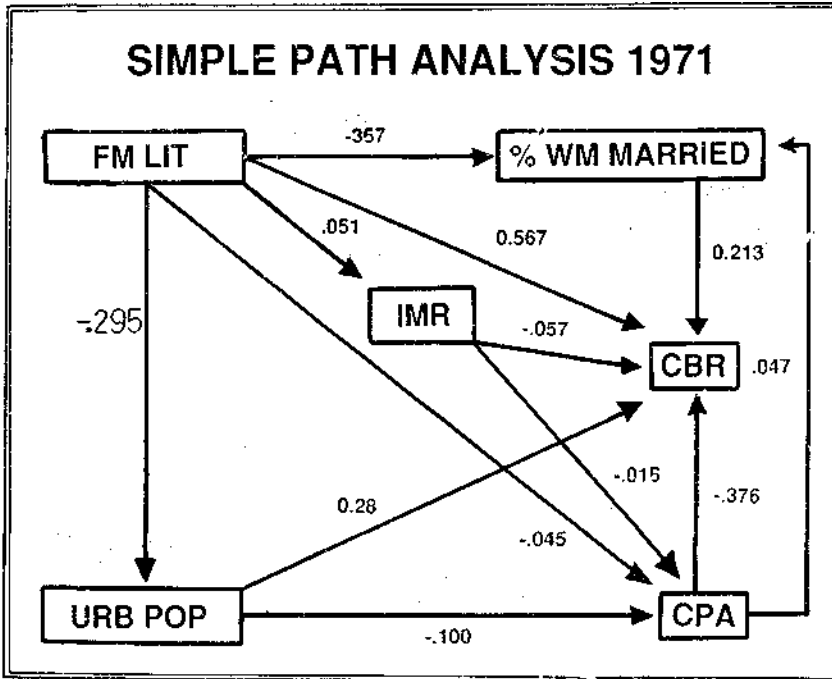 SIMPLE PATH ANALYSIS 1971
-357
FM LIT
% WM MARRIED
.051
0.567
0.213
-.295
IMR
-.057
CBR
.047
-.015
0.28
-.376
-.045
URB POP
CPA
-.100